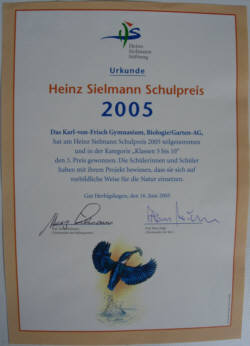 Heinz
Sielmann
Stiftung
Urkunde
Heinz Sielmann Schulpreis
2005
Das Karl-von-Frisch Gymnasium, Biologie/Garten-AG,
hat am Heinz Sielmann Schulpreis 2005 teilgenommen
und in der Kategorie „Klassen 5 bis 10“
den 3. Preis gewonnen. Die Schülerinnen und Schüler
haben mit ihrem Projekt bewiesen, dass sie sich auf
vorbildliche Weise für die Natur einsetzen.
Gut Herbigshagen, den 16. Juni 2005